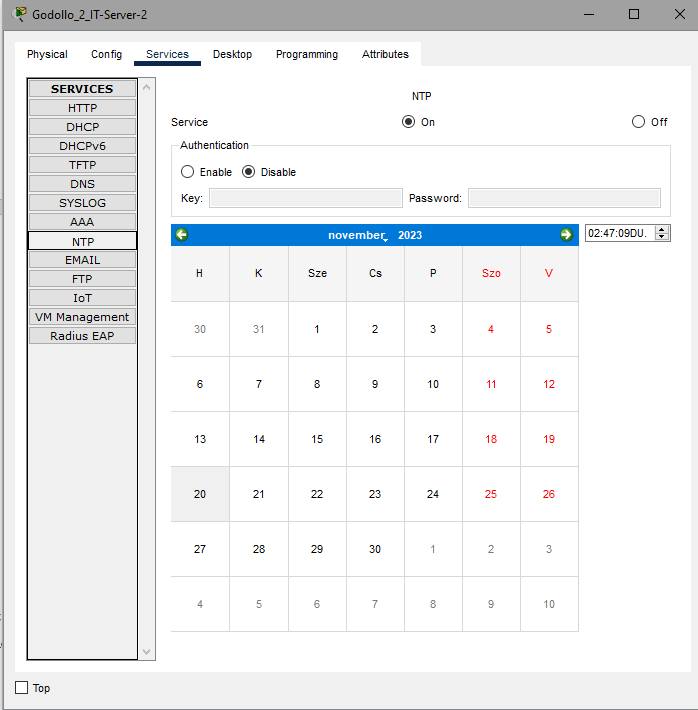 Godollo_2_IT-Server-2
Physical Config Services Desktop Programming Attributes
SERVICES
HTTP
DHCP
DHCPv6
TFTP
DNS
SYSLOG
AAA
NTP
EMAIL
FTP
IoT
VM Management
Radius EAP
NTP
Service On Off
Authentication
Enable Disable
Key: Password:
november 2023 02:47:09DU.
H K Sze Cs P Szo V
30 31 1 2 3 4 5
6 7 8 9 10 11 12
13 14 15 16 17 18 19
20 21 22 23 24 25 26
27 28 29 30 1 2 3
4 5 6 7 8 9 10
Top